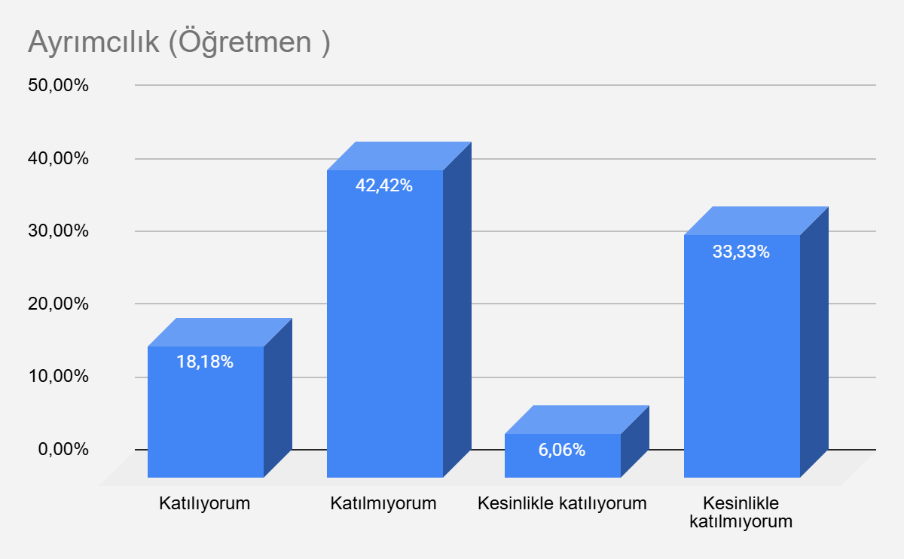 Ayrımcılık (Öğretmen )
50,00%
40,00%
30,00%
20,00%
10,00%
0,00%
18,18%
42,42%
6,06%
33,33%
Katılıyorum
Katılmıyorum
Kesinlikle katılıyorum
Kesinlikle
katılmıyorum